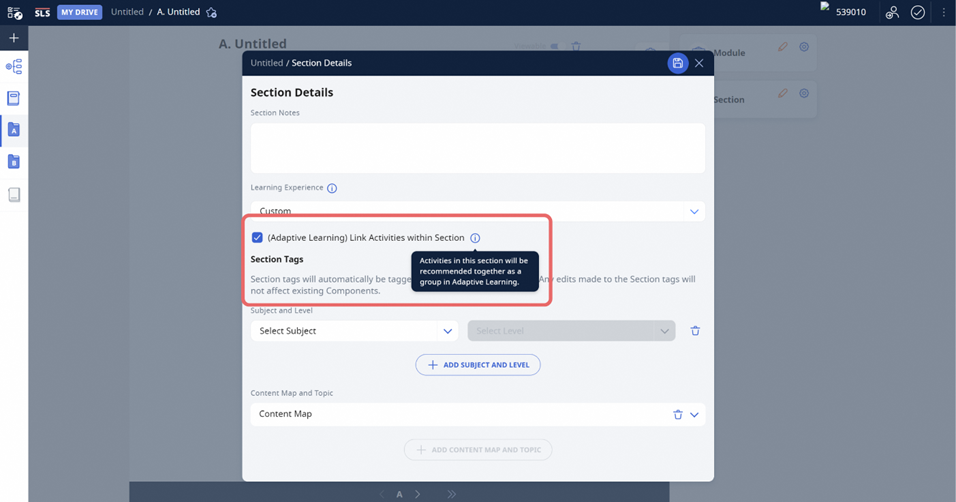 SLS MY DRIVE Untitled / A. Untitled 539010
A. Untitled
Module
Section
A
B
Untitled / Section Details
Section Details
Section Notes
Learning Experience
Custom
(Adaptive Learning) Link Activities within Section
Activities in this section will be
recommended together as a
group in Adaptive Learning.
Section Tags
Section tags will automatically be tagge Any edits made to the Section tags will
not affect existing Components.
Subject and Level
Select Subject Select Level
ADD SUBJECT AND LEVEL
Content Map and Topic
Content Map
ADD CONTENT MAP AND TOPIC
A